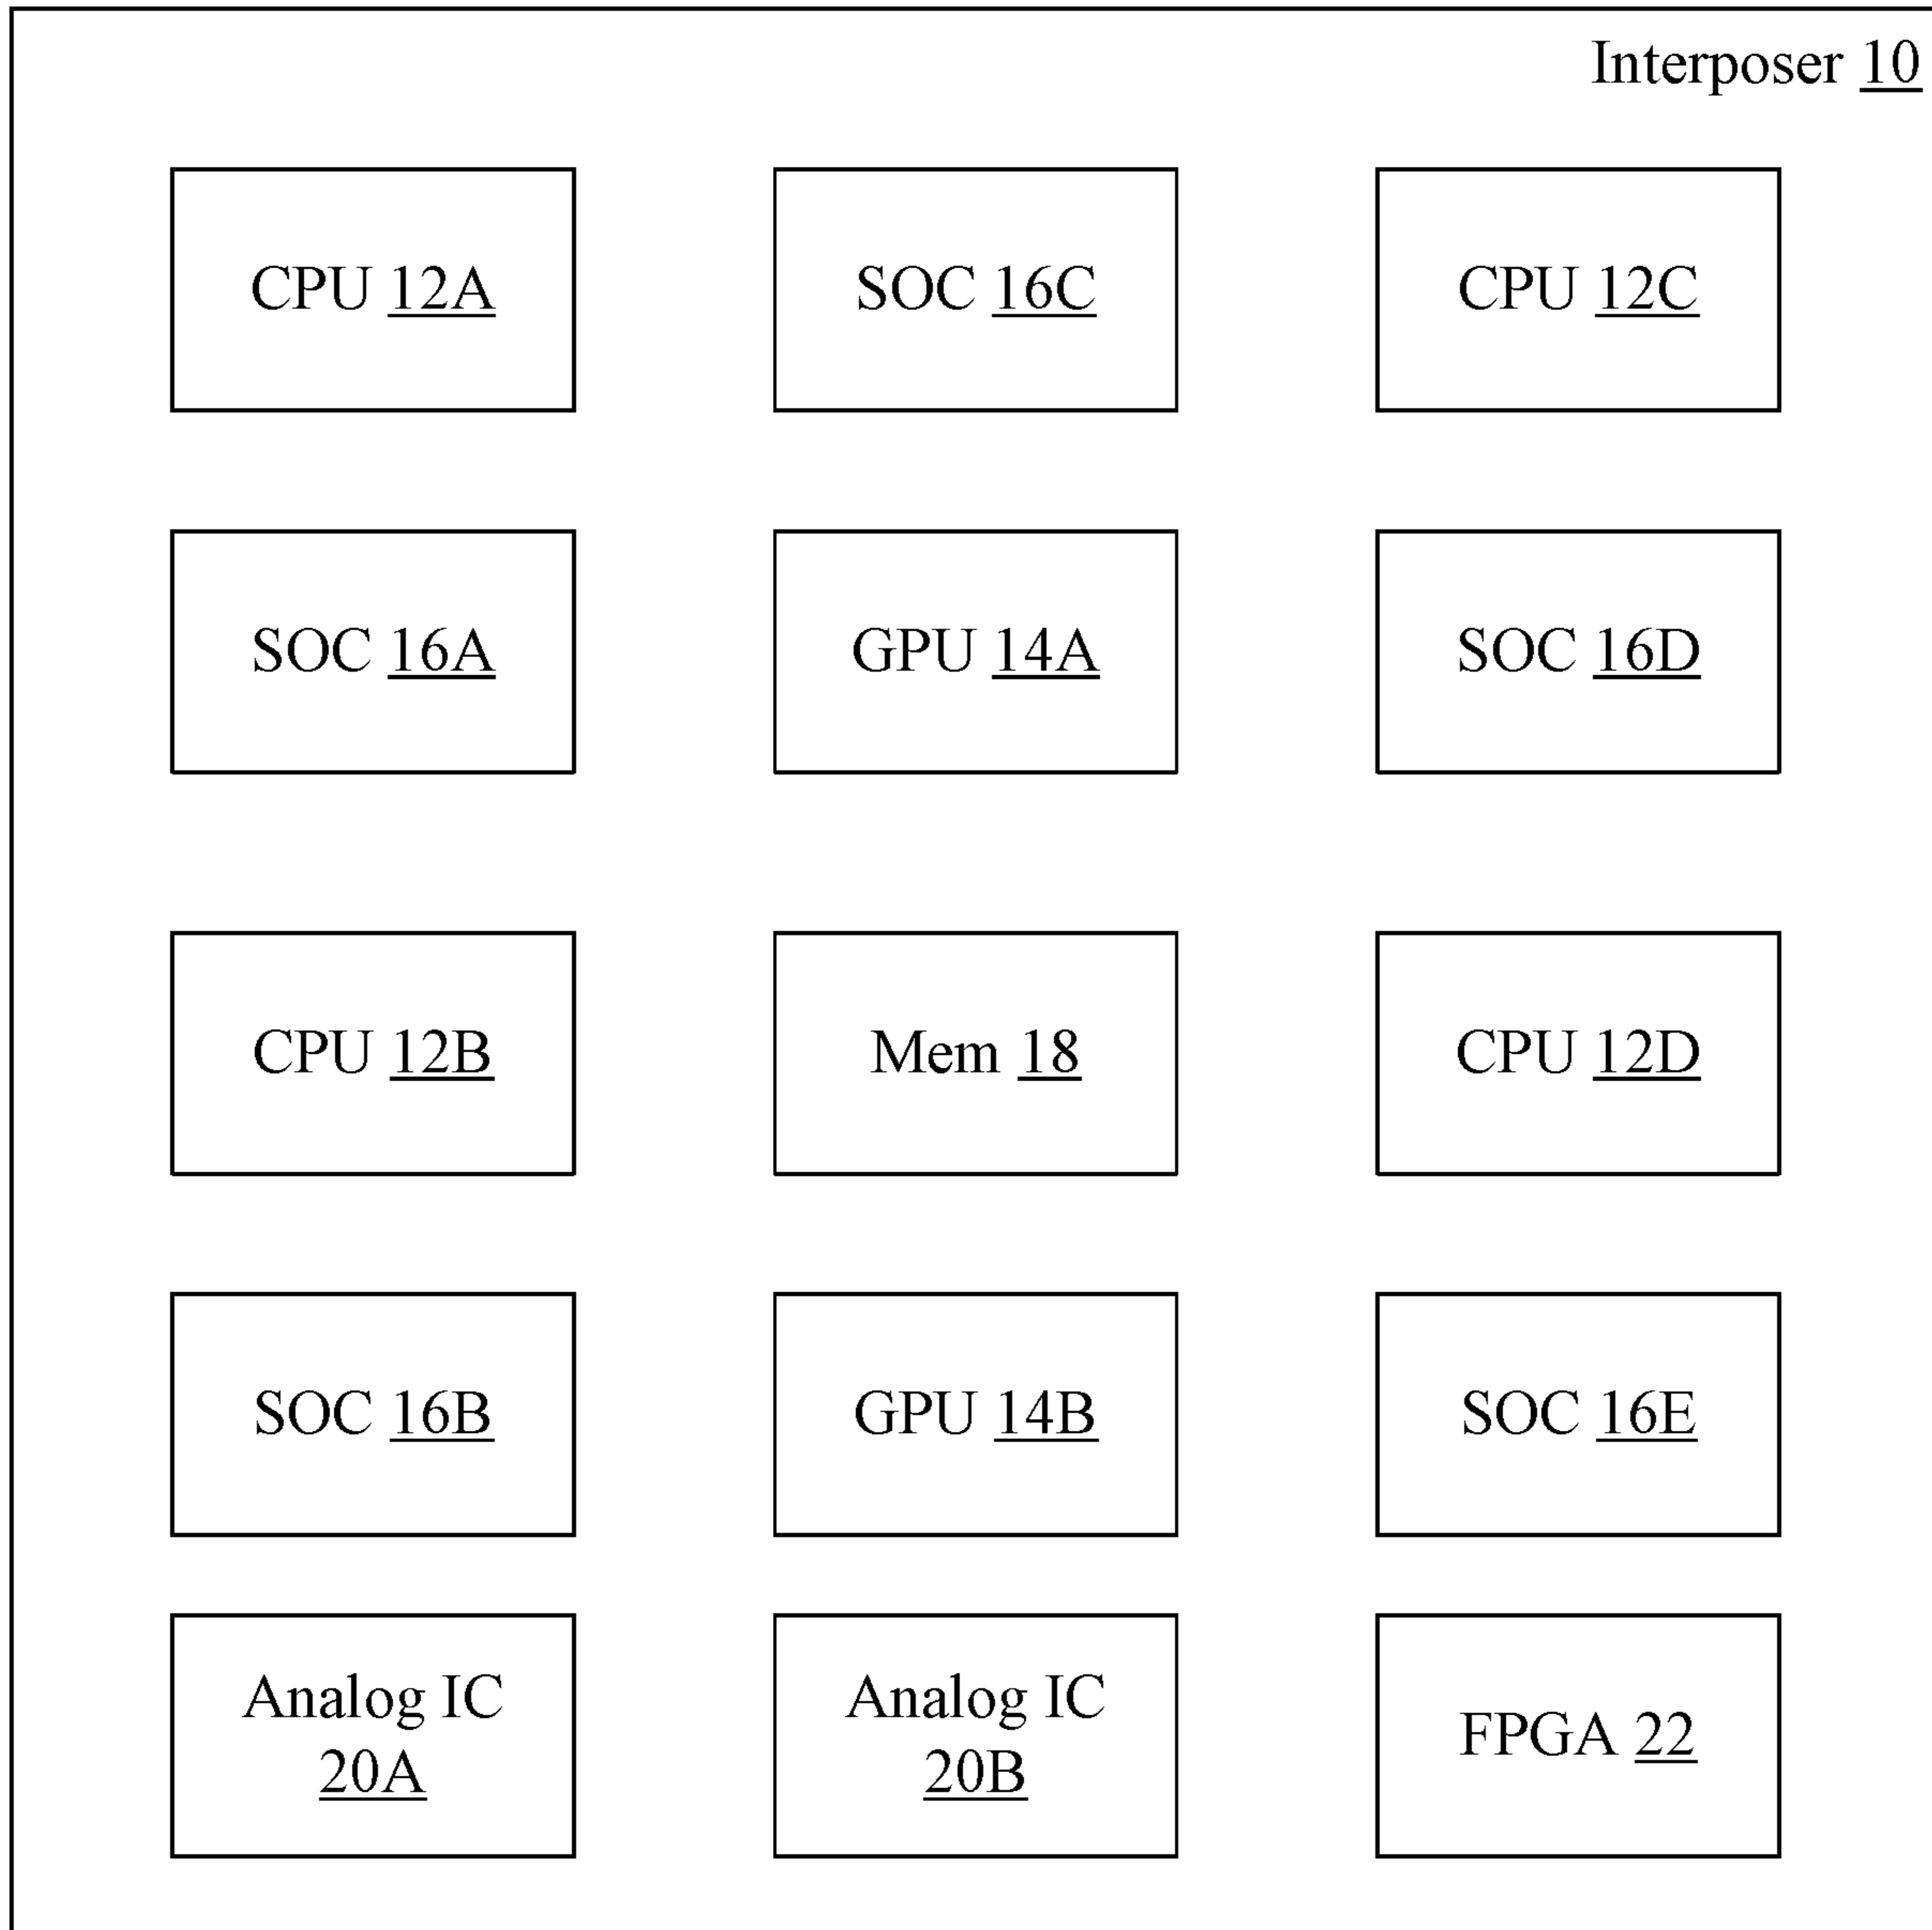 Interposer 10
CPU 12A
SOC 16C
CPU 12C
SOC 16A
GPU 14A
SOC 16D
CPU 12B
Mem 18
CPU 12D
SOC 16B
GPU 14B
SOC 16E
Analog IC
20A
Analog IC
20B
FPGA 22